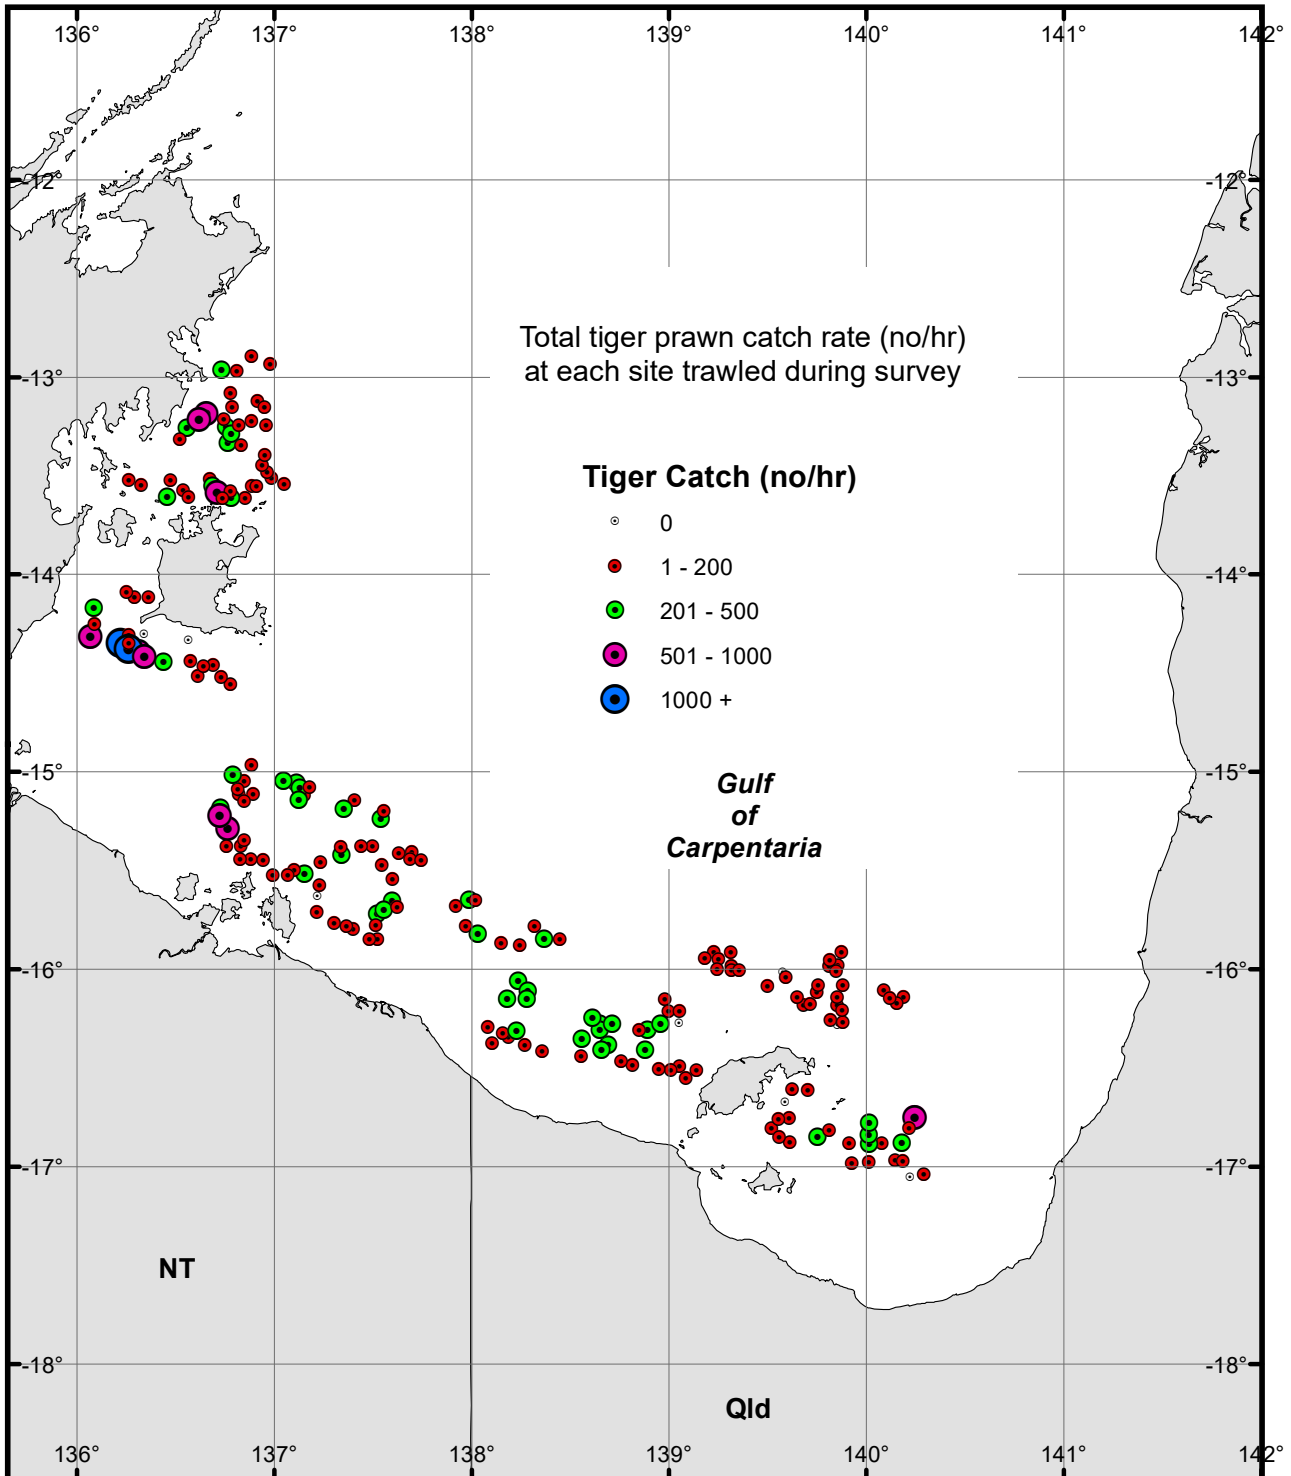 136° 137° 138° 139° 140° 141° 142°
-12° -12°
Total tiger prawn catch rate (no/hr)
at each site trawled during survey
-13° -13°
Tiger Catch (no/hr)
0
1 - 200
-14° -14°
201 - 500
501 - 1000
1000 +
-15° -15°
Gulf
of
Carpentaria
-16° -16°
-17° -17°
NT
-18° -18°
Qld
136° 137° 138° 139° 140° 141° 142°